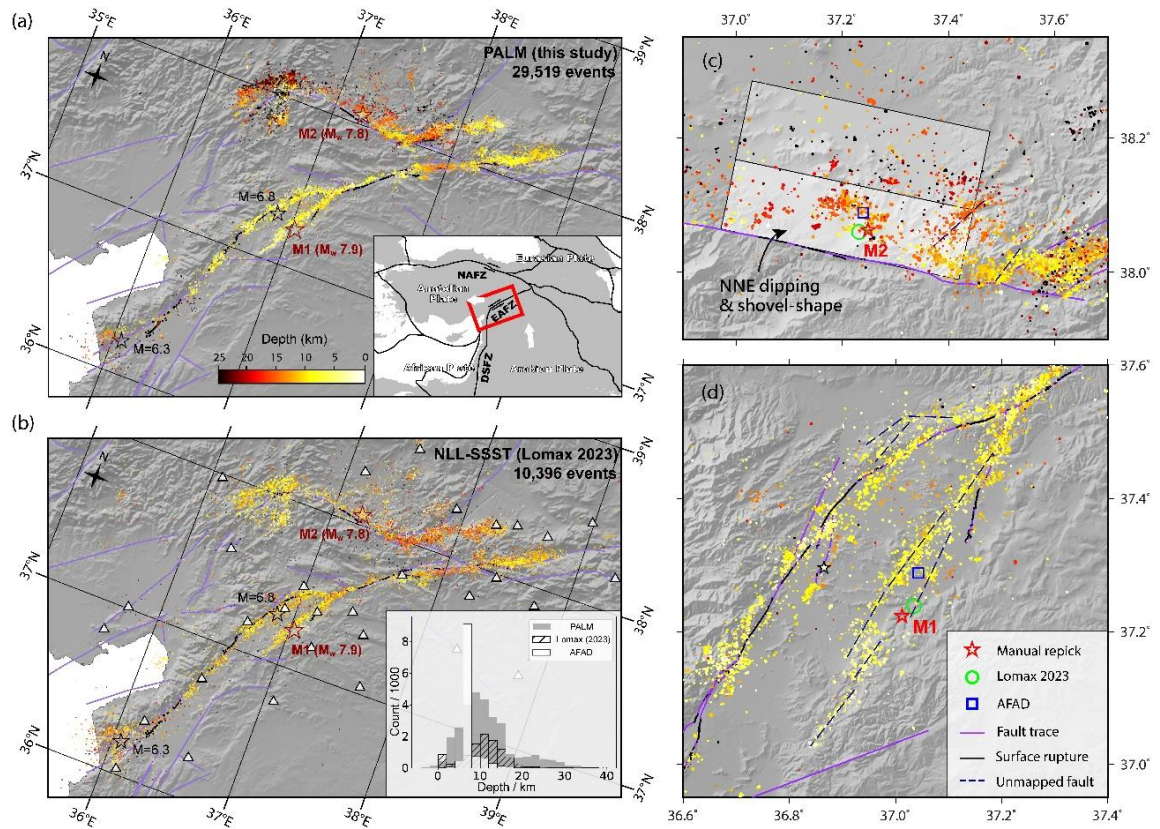 (a)
35°E
36°E
37°E
38°E
39°N
PALM (this study)
29,519 events
M2 (Mw 7.8)
37°N
M=6.8
M1 (Mw 7.9)
38°N
36°N
M=6.3
Depth (km)
25 20 15 10 5 0
NAFZ
Eurasian Plate
Anatolian
Plate
EAFZ
African Plate
DSFZ
Arabian Plate
37°N
(b)
NLL-SSST (Lomax 2023)
10,396 events
39°N
M2 (Mw 7.8)
37°N
M=6.8
M1 (Mw 7.9)
38°N
36°N
M=6.3
PALM
Lomax (2023)
AFAD
Count / 1000
8
6
4
2
0
0 10 20 30 40
Depth / km
37°N
35°E
36°E
37°E
38°E
39°E
37.0°
37.2°
37.4°
37.6°
(c)
38.2°
M2
38.0°
NNE dipping
& shovel-shape
37.6°
(d)
37.4°
37.2°
M1
Manual repick
Lomax 2023
AFAD
Fault trace
Surface rupture
Unmapped fault
37.0°
36.6°
36.8°
37.0°
37.2°
37.4°